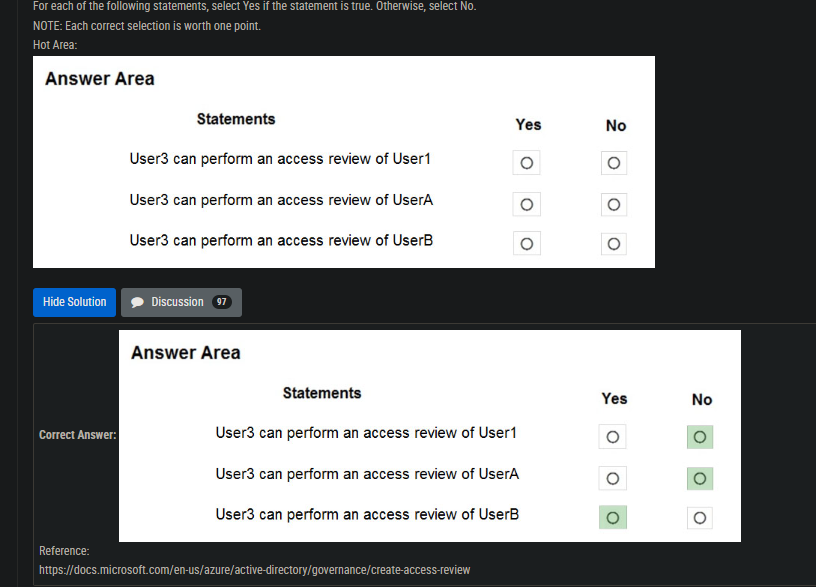 For each of the following statements, select Yes if the statement is true. Otherwise, select No.
NOTE: Each correct selection is worth one point.
Hot Area:
Answer Area
Statements Yes No
User3 can perform an access review of User1
User3 can perform an access review of UserA
User3 can perform an access review of UserB
Hide Solution Discussion 97
Answer Area
Statements Yes No
Correct Answer: User3 can perform an access review of User1
User3 can perform an access review of UserA
User3 can perform an access review of UserB
Reference:
https://docs.microsoft.com/en-us/azure/active-directory/governance/create-access-review